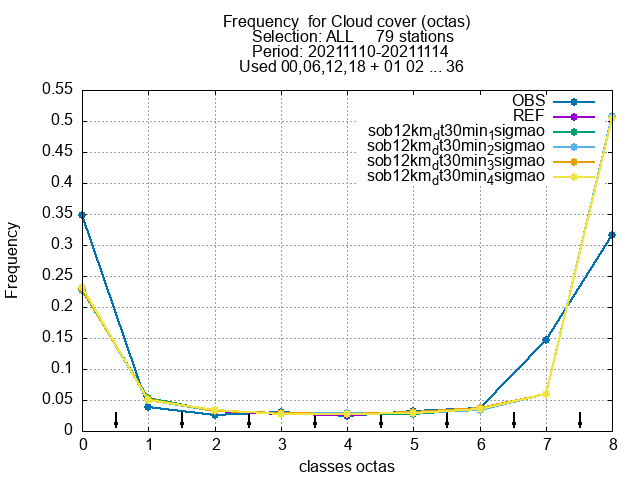 Frequency  for Cloud cover (octas)
Selection: ALL     79 stations
Period: 20211110-20211114
Used 00,06,12,18 + 01 02 ... 36
OBS
REF
sob12km_dt30min_1sigmao
sob12km_dt30min_2sigmao
sob12km_dt30min_3sigmao
sob12km_dt30min_4sigmao
0.55
0.5
0.45
0.4
0.35
0.3
0.25
0.2
0.15
0.1
0.05
0
Frequency
0 1 2 3 4 5 6 7 8
classes octas